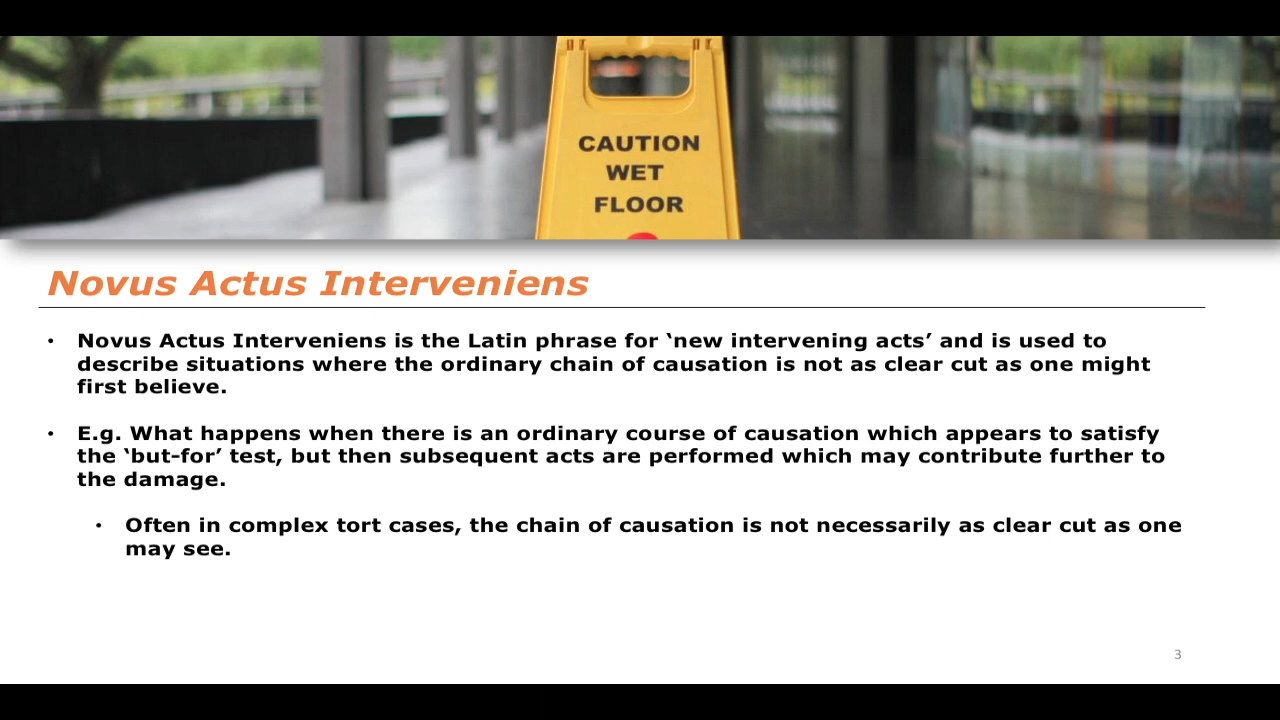 CAUTION
WET
FLOOR
Novus Actus Interveniens
• Novus Actus Interveniens is the Latin phrase for ‘new intervening acts’ and is used to
describe situations where the ordinary chain of causation is not as clear cut as one might
first believe.
• E.g. What happens when there is an ordinary course of causation which appears to satisfy
the ‘but-for’ test, but then subsequent acts are performed which may contribute further to
the damage.
• Often in complex tort cases, the chain of causation is not necessarily as clear cut as one
may see.
3